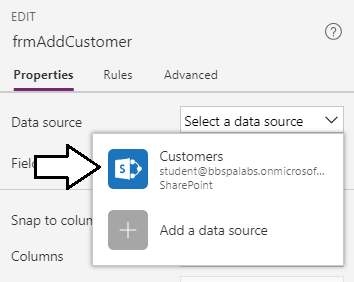 EDIT
frmAddCustomer
Properties Rules Advanced
Data source Select a data source
Customers
student@bbspalabs.onmicrosof...
SharePoint
Add a data source
Snap to colum
Columns